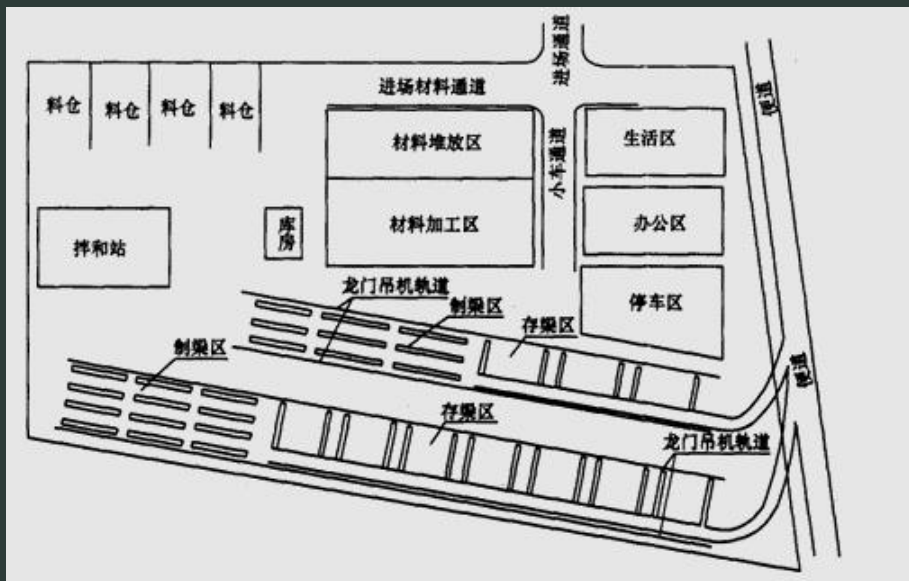 进场通道
进场材料通道
便道
料仓
料仓
料仓
料仓
材料堆放区
小车通道
生活区
材料加工区
库房
办公区
拌和站
龙门吊机轨道
制梁区
停车区
存梁区
制梁区
便道
存梁区
龙门吊机轨道